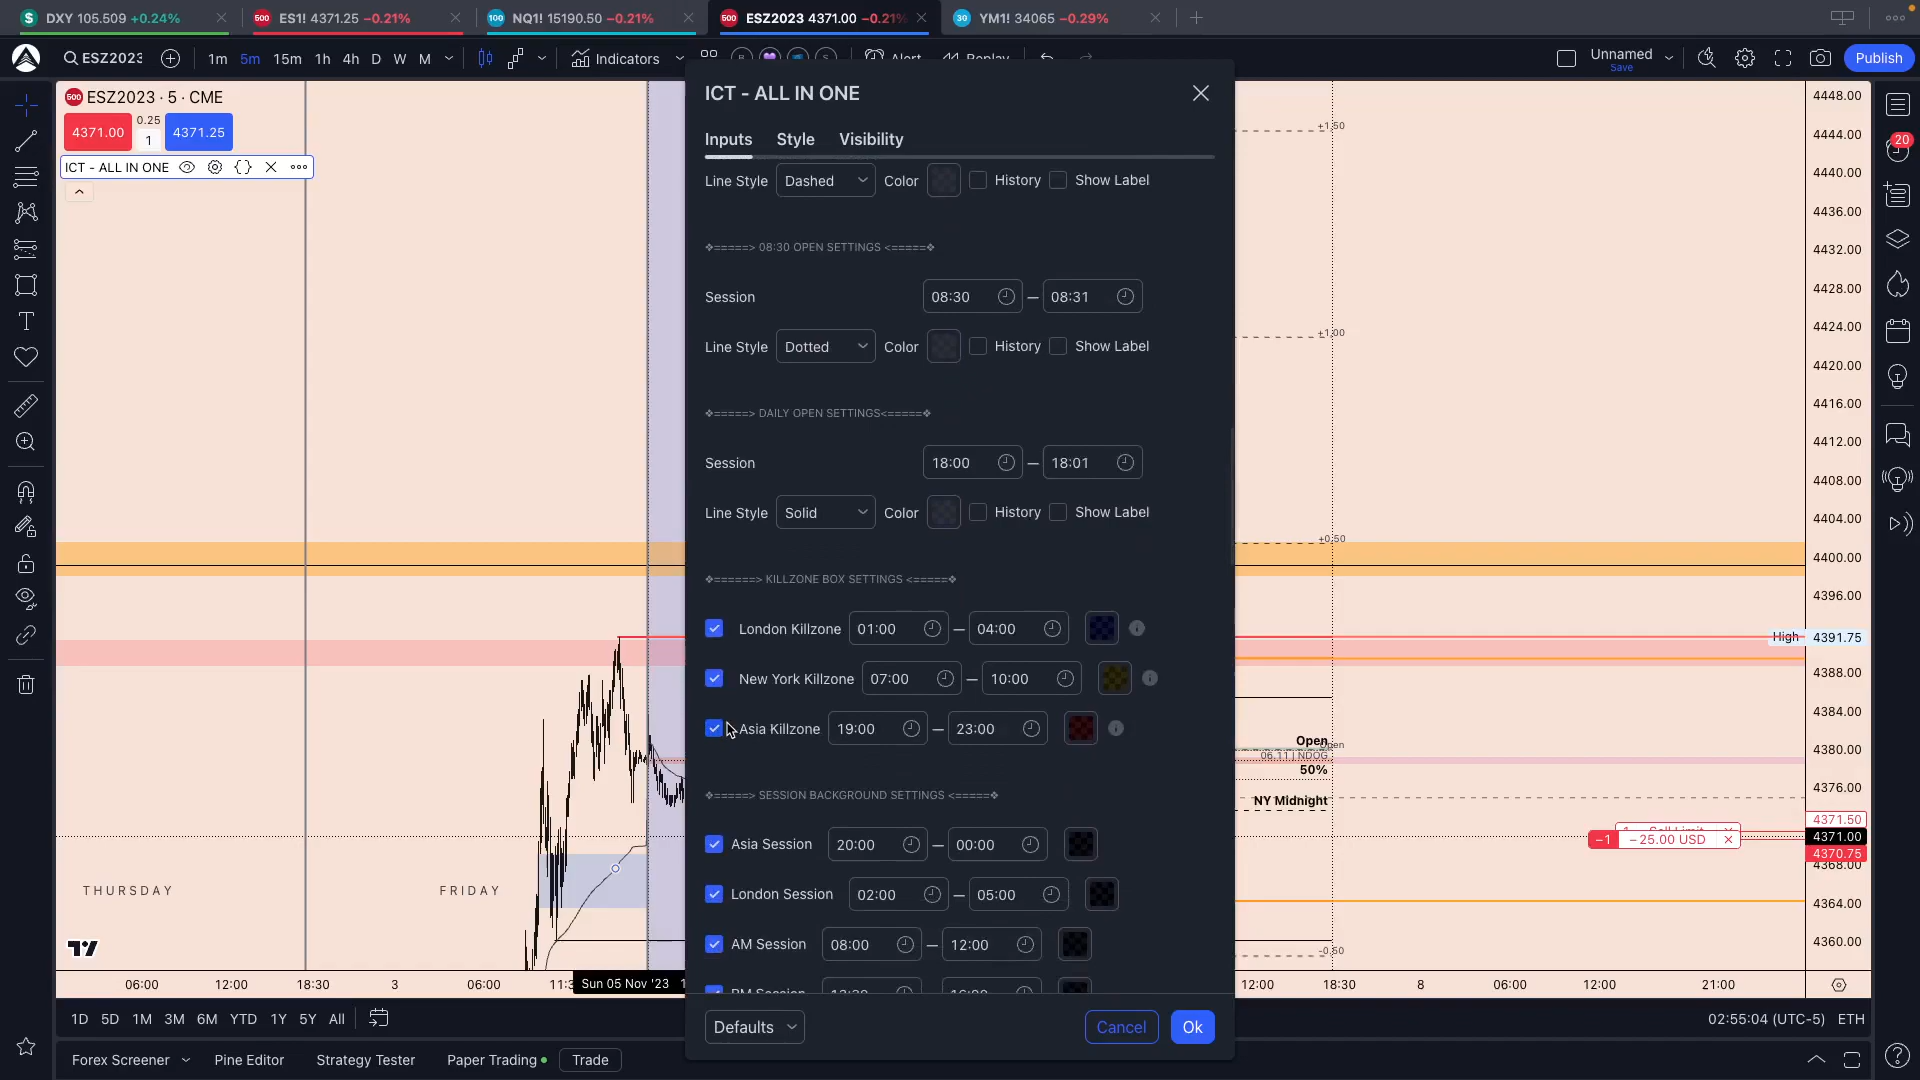 DXY 105.509 +0.24%
ES1! 4371.25 −0.21%
NQ1! 15190.50 −0.21%
ESZ2023 4371.00 −0.21%
YM1! 34065 −0.29%
ESZ2023
1m 5m 15m 1h 4h D W M
Indicators
Alert
Replay
Unnamed
Save
Publish
500 ESZ2023 · 5 · CME
4371.00
0.25
1
4371.25
ICT - ALL IN ONE
ICT - ALL IN ONE
Inputs Style Visibility
Line Style Dashed Color History Show Label
❖=====> 08:30 OPEN SETTINGS <=====❖
Session 08:30 — 08:31
Line Style Dotted Color History Show Label
❖=====> DAILY OPEN SETTINGS<=====❖
Session 18:00 — 18:01
Line Style Solid Color History Show Label
❖======> KILLZONE BOX SETTINGS <=====❖
London Killzone 01:00 — 04:00
New York Killzone 07:00 — 10:00
Asia Killzone 19:00 — 23:00
❖=====> SESSION BACKGROUND SETTINGS <=====❖
Asia Session 20:00 — 00:00
London Session 02:00 — 05:00
AM Session 08:00 — 12:00
Defaults
Cancel
Ok
+1.50
+1.00
+0.50
-0.50
High 4391.75
Open
06.11 | NDOG
50%
NY Midnight
−1 −25.00 USD
THURSDAY
FRIDAY
4448.00
4444.00
4440.00
4436.00
4432.00
4428.00
4424.00
4420.00
4416.00
4412.00
4408.00
4404.00
4400.00
4396.00
4388.00
4384.00
4380.00
4376.00
4371.50
4371.00
4370.75
4368.00
4364.00
4360.00
20
06:00 12:00 18:30 3 06:00
Sun 05 Nov '23
12:00 18:30 8 06:00 12:00 21:00
1D 5D 1M 3M 6M YTD 1Y 5Y All
02:55:04 (UTC-5) ETH
Forex Screener
Pine Editor
Strategy Tester
Paper Trading
Trade